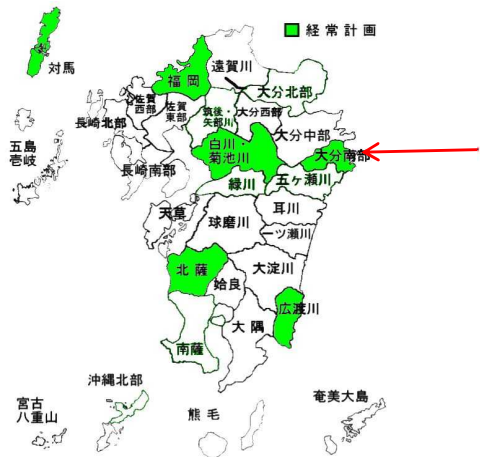 経常計画
対馬
福岡
遠賀川
大分北部
佐賀
西部
佐賀
東部
筑後・
矢部川
大分西部
長崎北部
大分中部
五島
壱岐
長崎南部
白川・
菊池川
大分南部
緑川
五ヶ瀬川
天草
球磨川
耳川
一ツ瀬川
北薩
姶良
大淀川
広渡川
大隅
南薩
沖縄北部
宮古
八重山
熊毛
奄美大島